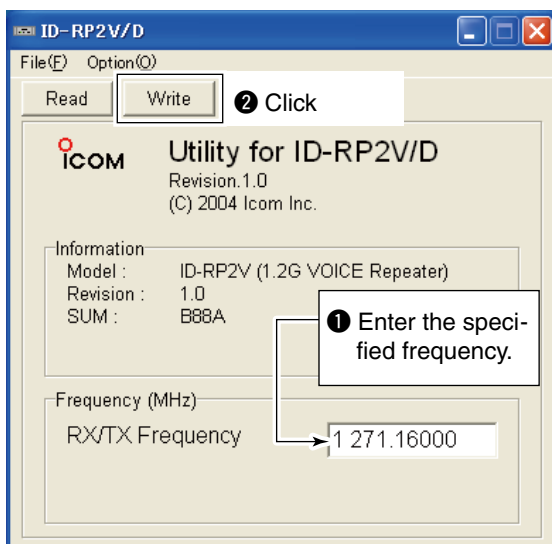 ID-RP2V/D
File(F) Option(O)
Read Write ❷ Click
ICOM Utility for ID-RP2V/D
Revision.1.0
(C) 2004 Icom Inc.
Information
Model : ID-RP2V (1.2G VOICE Repeater)
Revision : 1.0
SUM : B88A
❶ Enter the speci-
fied frequency.
Frequency (MHz)
RX/TX Frequency 1 271.16000